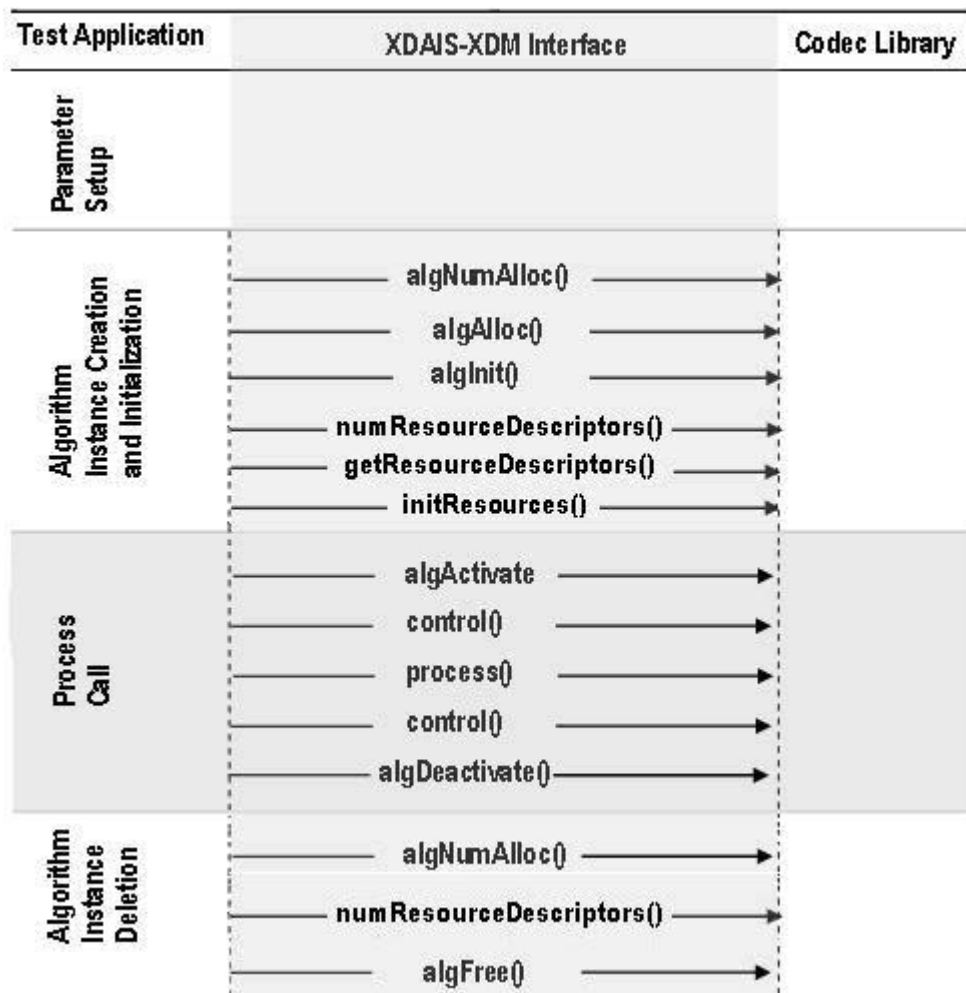 Test Application
XDAIS-XDM Interface
Codec Library
Parameter
Setup
Algorithm
Instance Creation
and Initialization
algNumAlloc()
algAlloc()
algInit()
numResourceDescriptors()
getResourceDescriptors()
initResources()
Process
Call
algActivate
control()
process()
control()
algDeactivate()
Algorithm
Instance
Deletion
algNumAlloc()
numResourceDescriptors()
algFree()